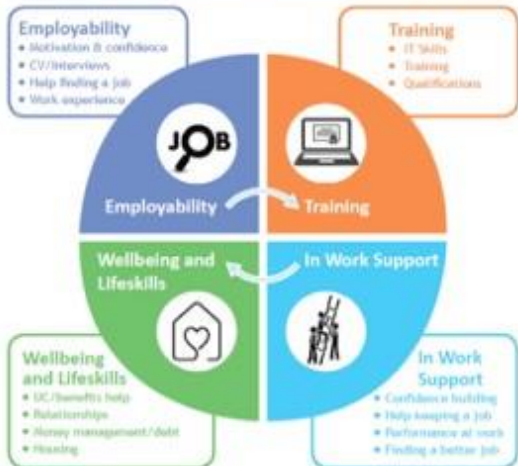 Employability
• Motivation & confidence
• CV/Interviews
• Help finding a job
• Work experience
Training
• IT Skills
• Training
• Qualifications
JOB
Employability
Training
Wellbeing and
Lifeskills
In Work Support
Wellbeing
and Lifeskills
• UC/benefits help
• Relationships
• Money management/debt
• Housing
In Work
Support
• Confidence building
• Help keeping a job
• Performance at work
• Finding a better job